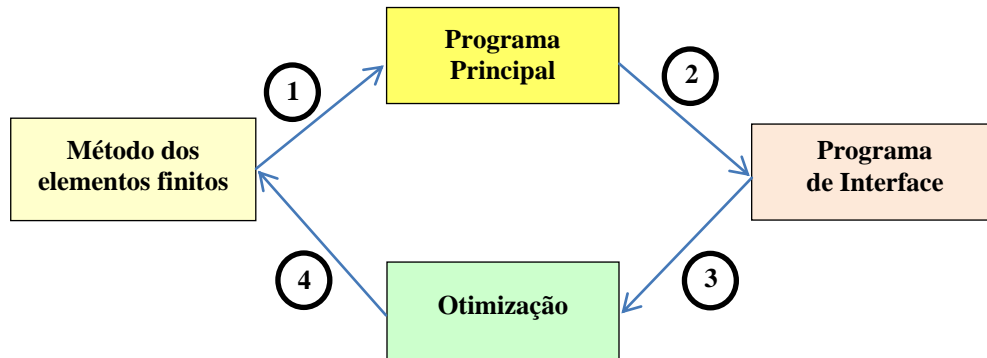 Programa
Principal
1
2
Método dos
elementos finitos
Programa
de Interface
4
3
Otimização